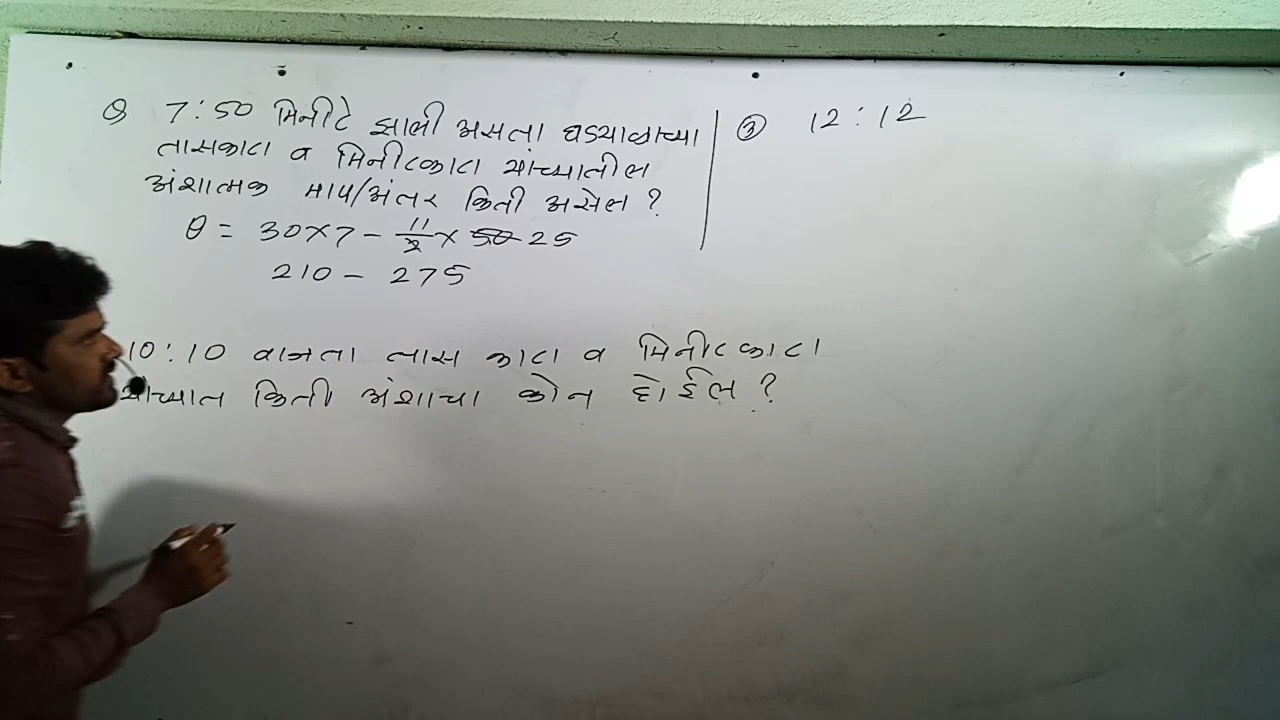 Q 7:50 मिनीटे झाली असता घड्याळाच्या
तासकाटा व मिनीटकाटा यांच्यातील
अंशात्मक माप/अंतर किती असेल ?
θ = 30×7 - 11/2 × 50 25
210 - 275
③ 12:12
10:10 वाजता तास काटा व मिनीटकाटा
यांच्यात किती अंशाचा कोन होईल ?